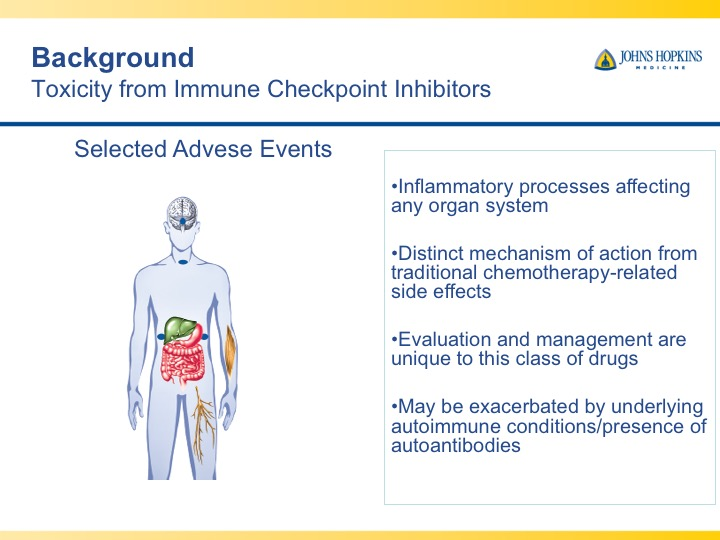 Background
Toxicity from Immune Checkpoint Inhibitors
JOHNS HOPKINS
MEDICINE
Selected Advese Events
•Inflammatory processes affecting
any organ system
•Distinct mechanism of action from
traditional chemotherapy-related
side effects
•Evaluation and management are
unique to this class of drugs
•May be exacerbated by underlying
autoimmune conditions/presence of
autoantibodies